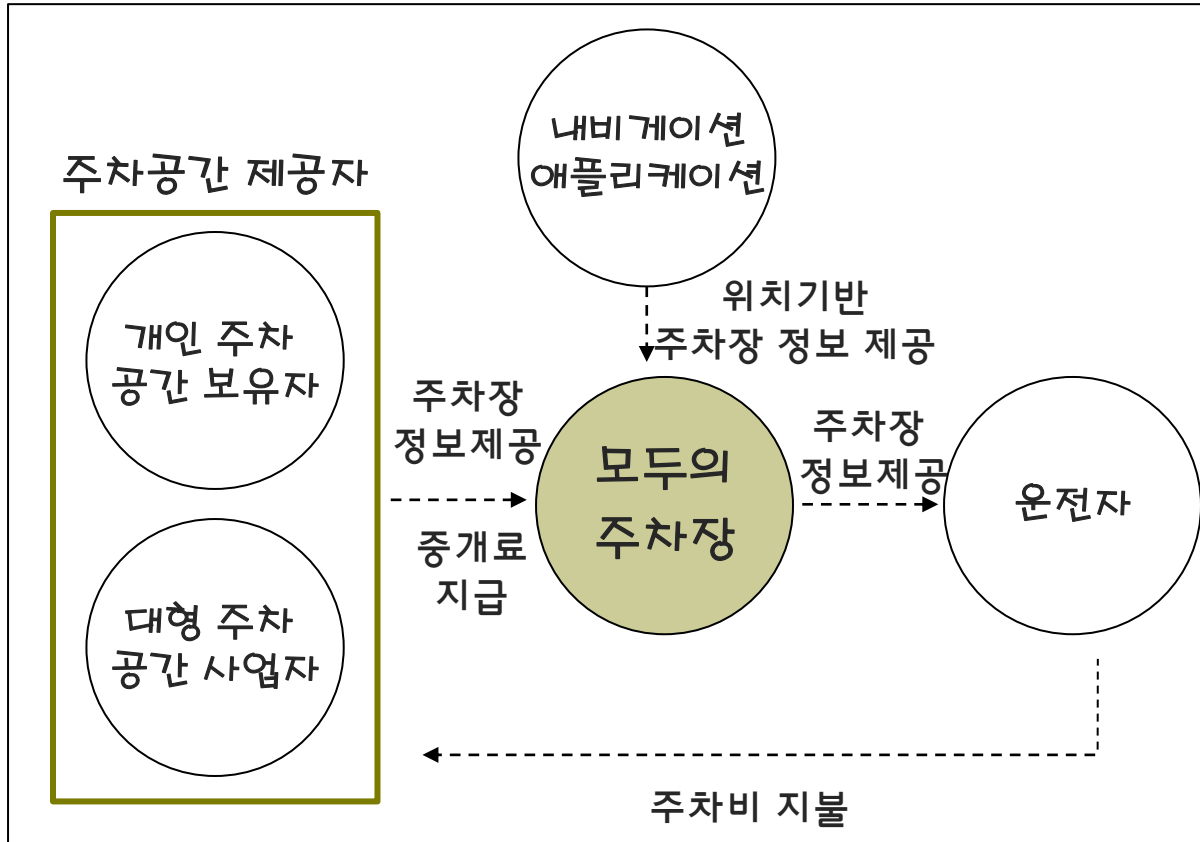 내비게이션
애플리케이션
주차공간 제공자
개인 주차
공간 보유자
대형 주차
공간 사업자
위치기반
주차장 정보 제공
주차장
정보제공
중개료
지급
모두의
주차장
주차장
정보제공
운전자
주차비 지불